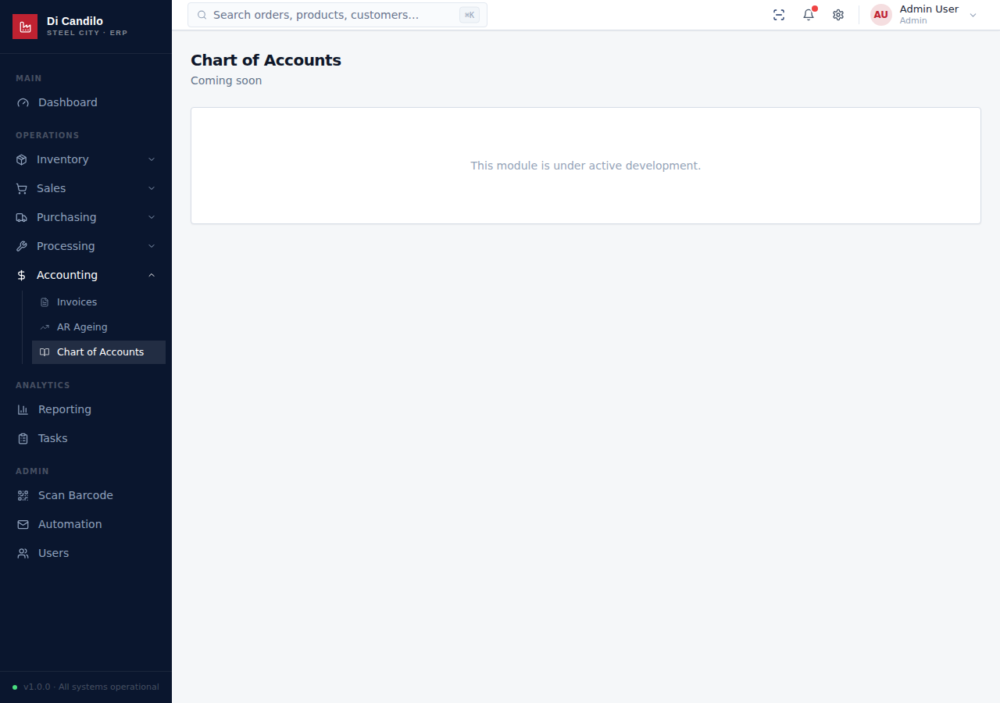 Di Candilo
STEEL CITY · ERP
MAIN
Dashboard
OPERATIONS
Inventory
Sales
Purchasing
Processing
Accounting
Invoices
AR Ageing
Chart of Accounts
ANALYTICS
Reporting
Tasks
ADMIN
Scan Barcode
Automation
Users
v1.0.0 · All systems operational
Search orders, products, customers…
⌘K
AU
Admin User
Admin
Chart of Accounts
Coming soon
This module is under active development.